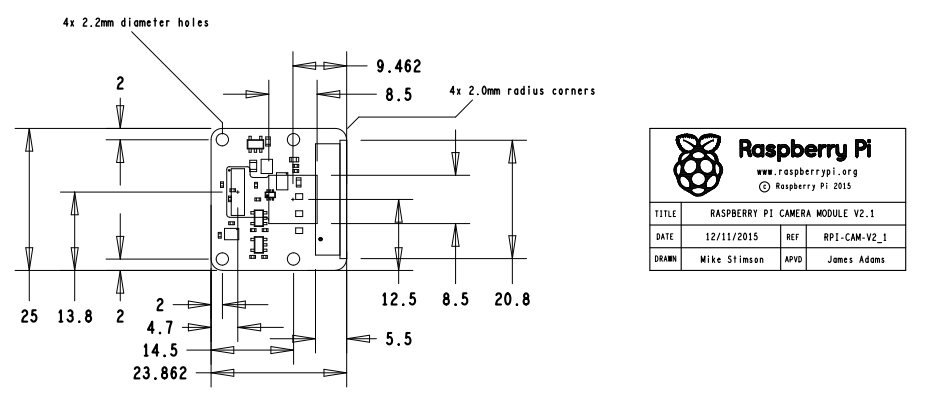 4x 2.2mm diameter holes
9.462
2
8.5
4x 2.0mm radius corners
Raspberry Pi
www.raspberrypi.org
© Raspberry Pi 2015
TITLE RASPBERRY PI CAMERA MODULE V2.1
DATE 12/11/2015 REF RPI-CAM-V2_1
DRAWN Mike Stimson APVD James Adams
12.5 8.5 20.8
25 13.8 2 2
4.7
5.5
14.5
23.862